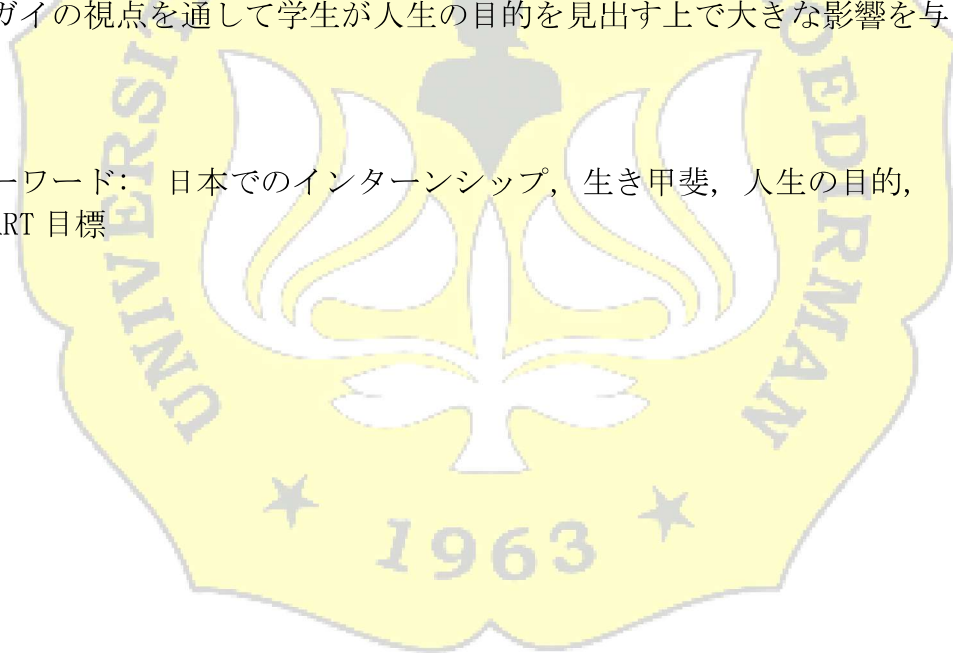 ガイの視点を通して学生が人生の目的を見出す上で大きな影響を与
ーワード： 日本でのインターンシップ, 生き甲斐, 人生の目的,
ART 目標
UNIVERSI
OEDIRMAN
1963